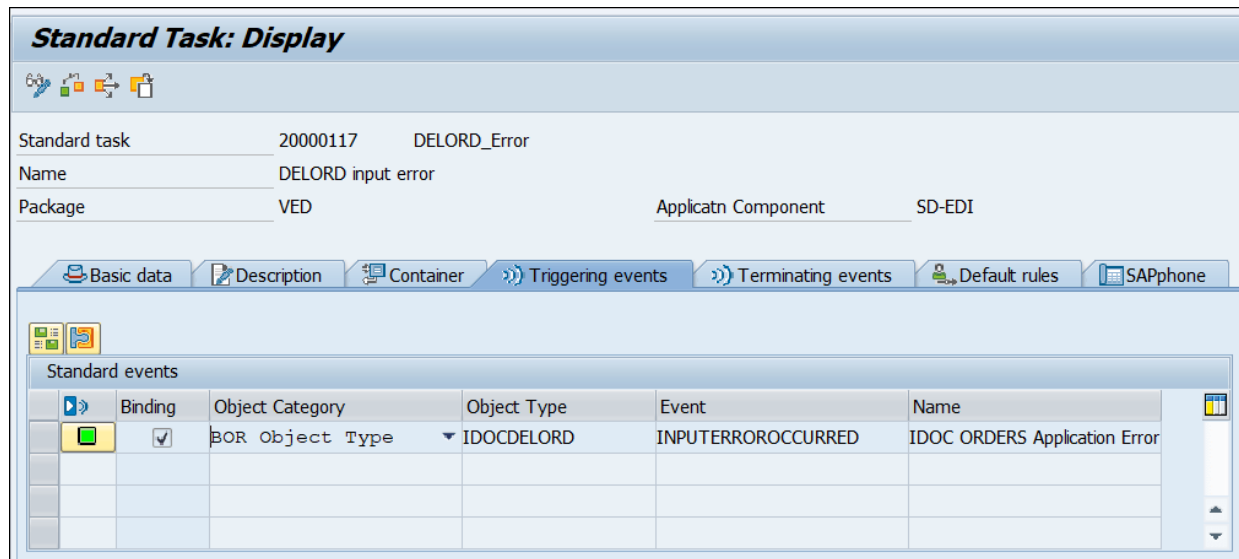 Standard Task: Display
Standard task 20000117 DELORD_Error
Name DELORD input error
Package VED Applicatn Component SD-EDI
Basic data Description Container Triggering events Terminating events Default rules SAPphone
Standard events
Binding Object Category Object Type Event Name
BOR Object Type IDOCDELORD INPUTERROROCCURRED IDOC ORDERS Application Error